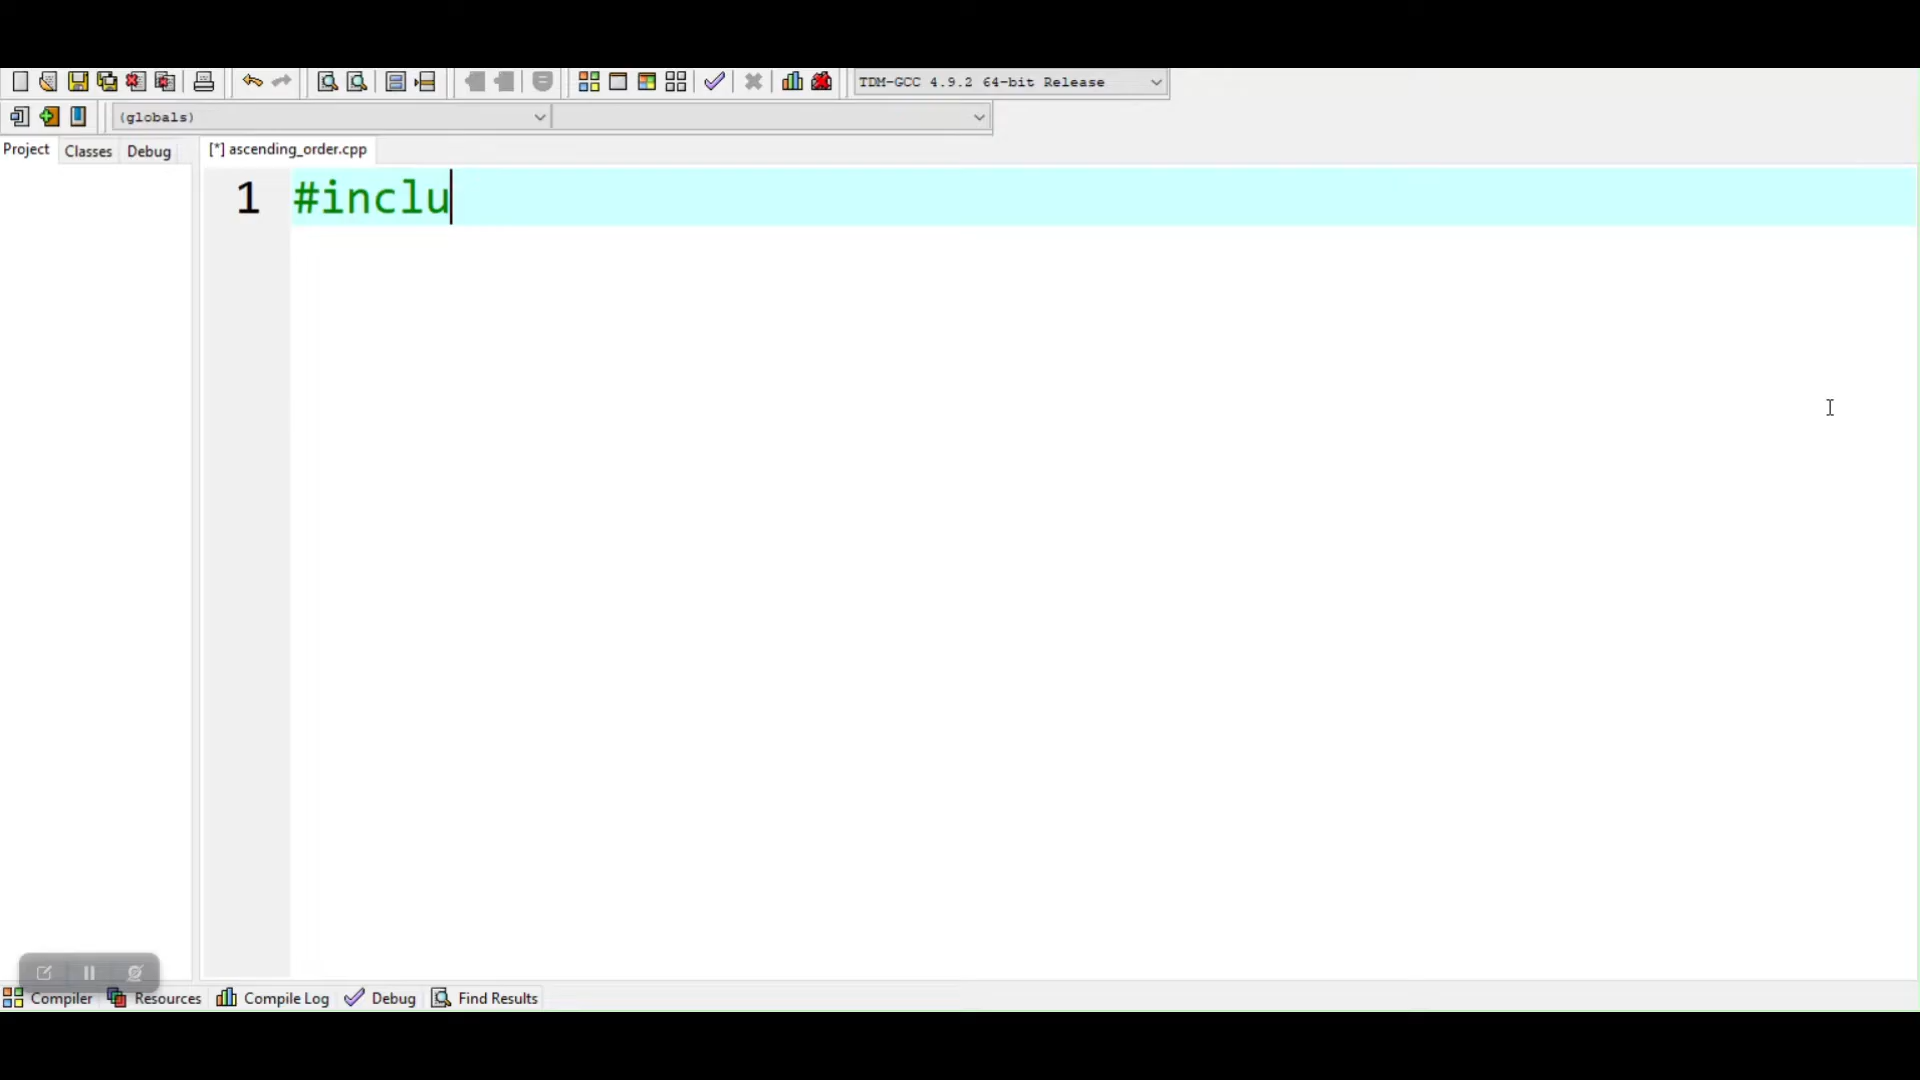 TDM-GCC 4.9.2 64-bit Release
(globals)
Project Classes Debug
[*] ascending_order.cpp
1 #inclu
Compiler Resources Compile Log Debug Find Results